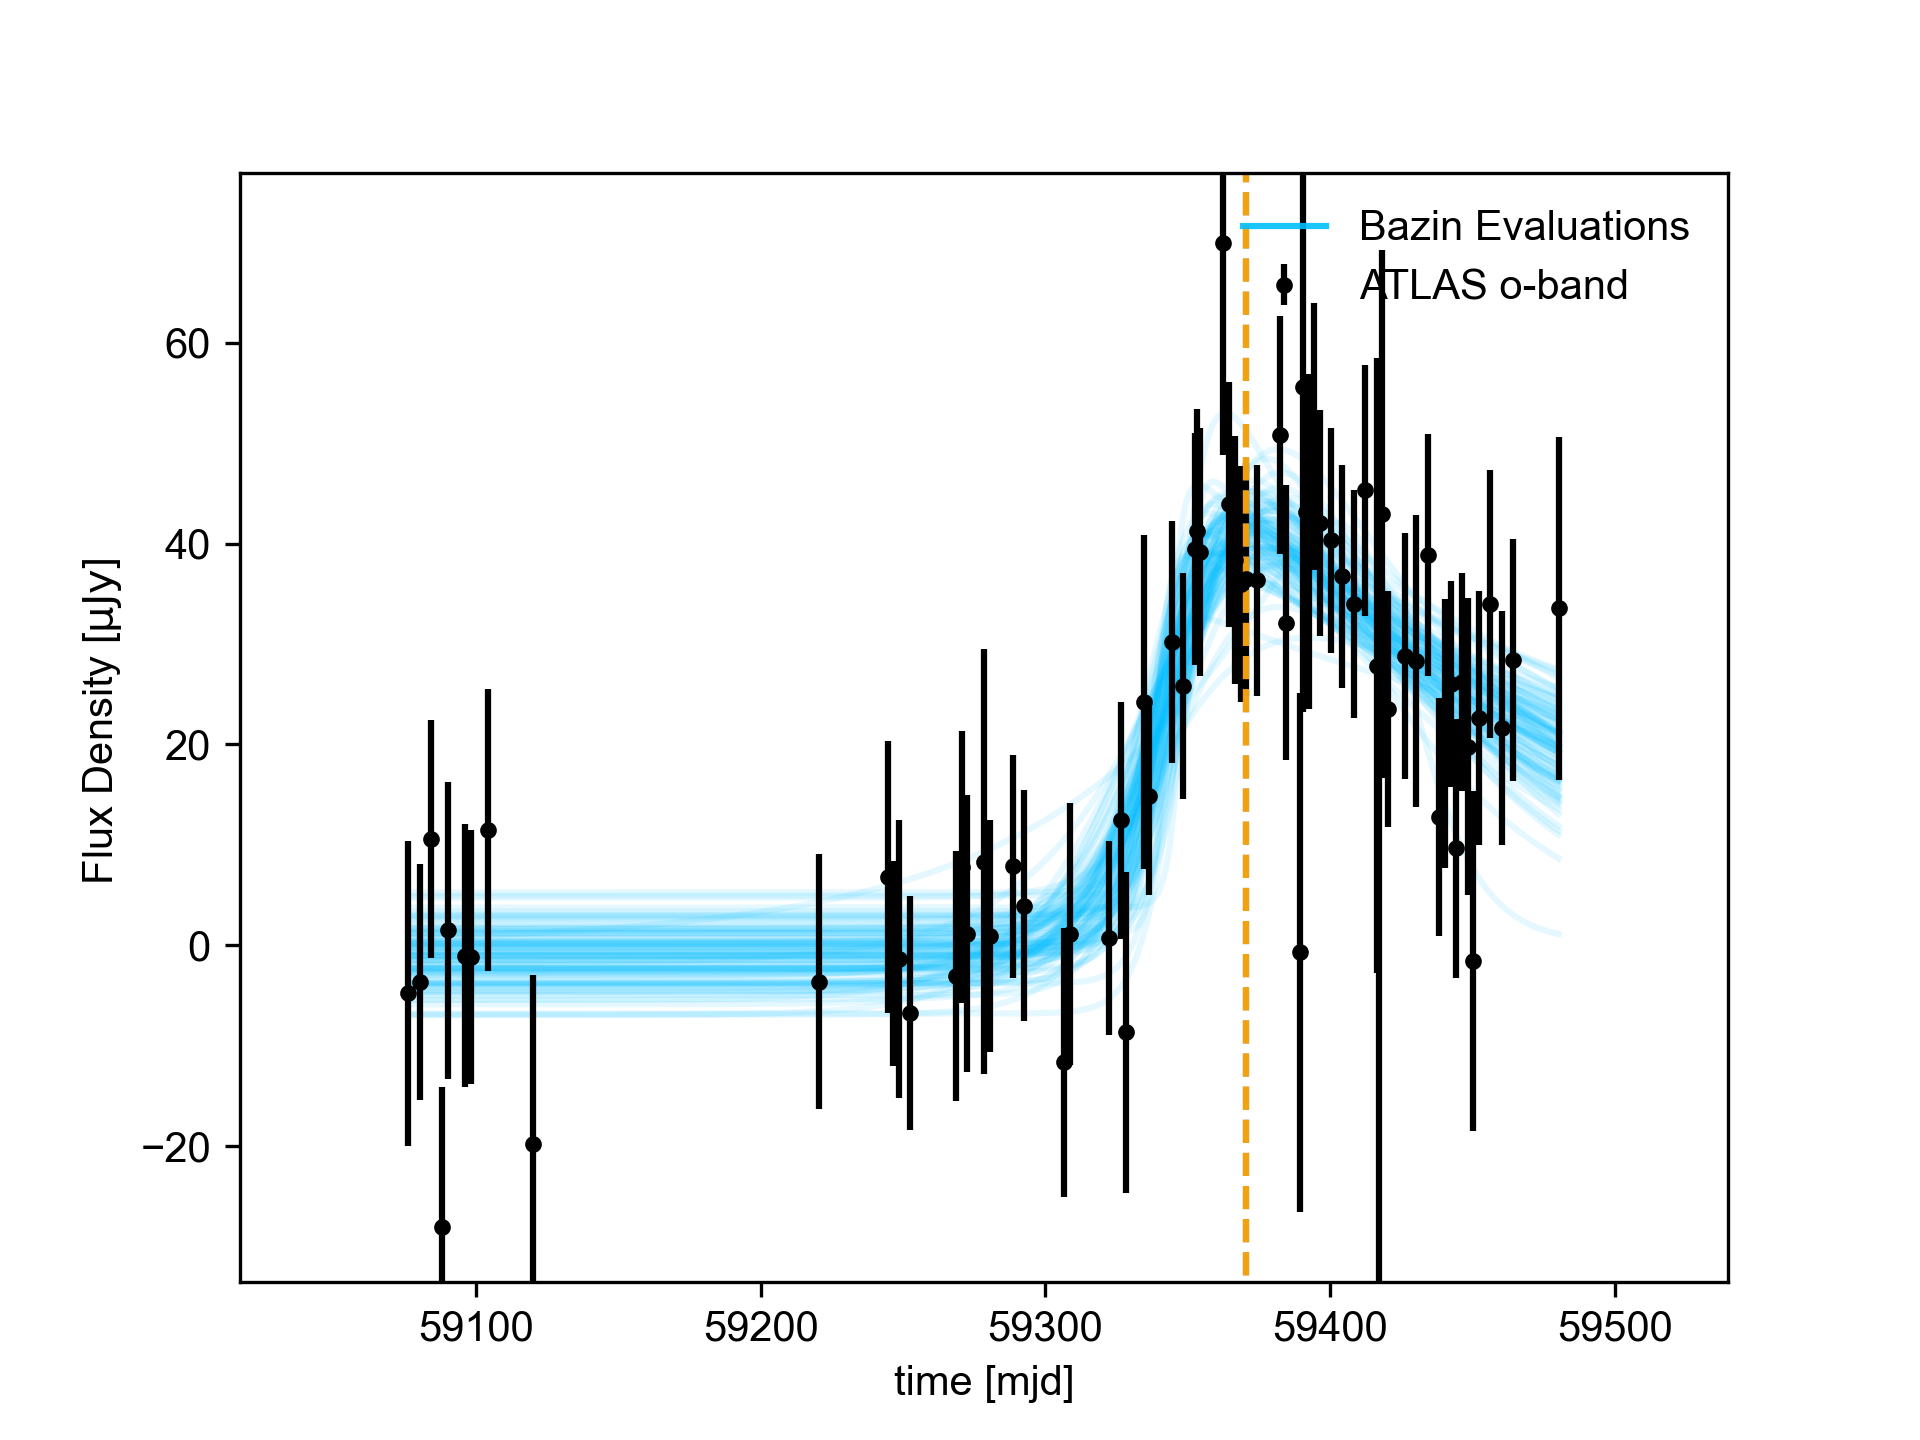 Bazin Evaluations
ATLAS o-band
60
40
20
0
−20
Flux Density [µJy]
59100 59200 59300 59400 59500
time [mjd]